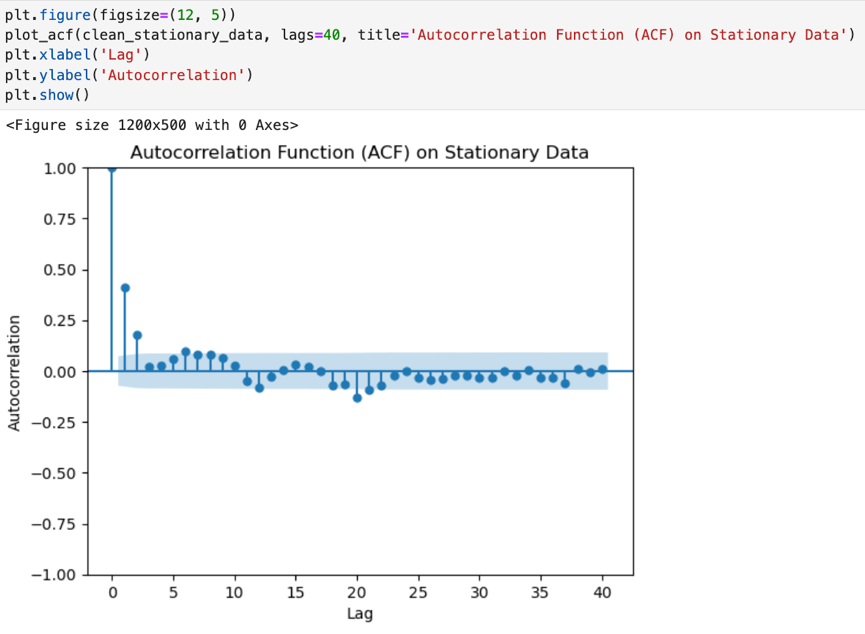 plt.figure(figsize=(12, 5))
plot_acf(clean_stationary_data, lags=40, title='Autocorrelation Function (ACF) on Stationary Data')
plt.xlabel('Lag')
plt.ylabel('Autocorrelation')
plt.show()
<Figure size 1200x500 with 0 Axes>
Autocorrelation Function (ACF) on Stationary Data
1.00
0.75
0.50
0.25
0.00
−0.25
−0.50
−0.75
−1.00
Autocorrelation
0 5 10 15 20 25 30 35 40
Lag